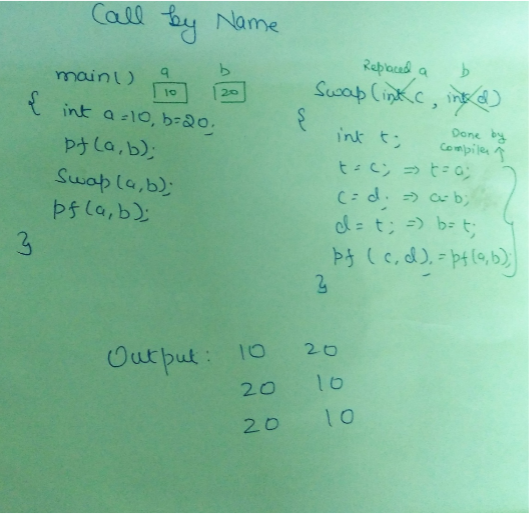 Call by Name
main() a b
10 20
{ int a=10, b=20;
pf(a,b);
Swap(a,b);
pf(a,b);
}
Replaced a b
Swap(int c, int d)
{
int t; Done by
Compiler ↑
t = c; => t=a;
c = d; => a=b;
d = t; => b=t;
pf (c,d); = pf(a,b);
}
Output: 10 20
20 10
20 10